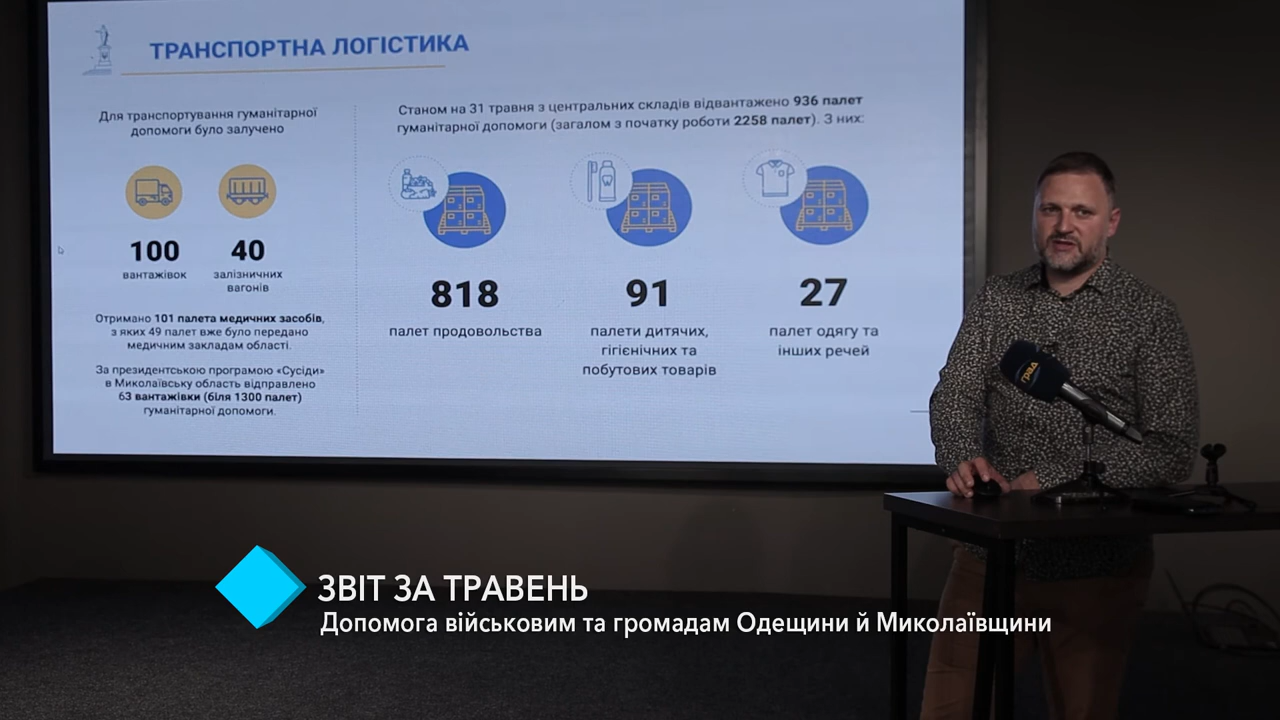 ТРАНСПОРТНА ЛОГІСТИКА
Для транспортування гуманітарної
допомоги було залучено
100
вантажівок
40
залізничних
вагонів
Отримано 101 палета медичних засобів,
з яких 49 палет вже було передано
медичним закладам області.
За президентською програмою «Сусіди»
в Миколаївську область відправлено
63 вантажівки (біля 1300 палет)
гуманітарної допомоги.
Станом на 31 травня з центральних складів відвантажено 936 палет
гуманітарної допомоги (загалом з початку роботи 2258 палет). З них:
818
палет продовольства
91
палети дитячих,
гігієнічних та
побутових товарів
27
палет одягу та
інших речей
град
ЗВІТ ЗА ТРАВЕНЬ
Допомога військовим та громадам Одещини й Миколаївщини